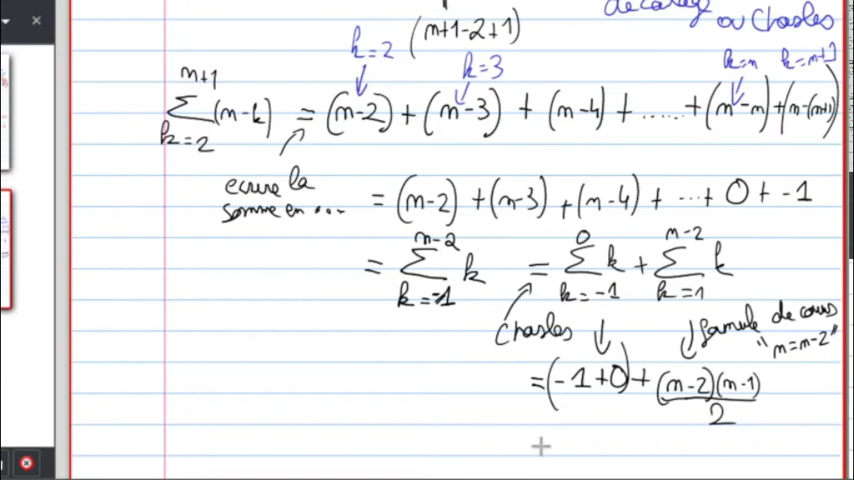 décalage
ou Chasles
(n+1-2+1)
k=2 k=3 k=n k=n+1
n+1
∑ (n-k) = (n-2) + (n-3) + (n-4) + ..... + (n-n) + (n-(n+1))
k=2
ecrire la
somme en ...
= (n-2) + (n-3) + (n-4) + ... + 0 + -1
n-2 0 n-2
= ∑ k = ∑ k + ∑ k
k=-1 k=-1 k=1
Chasles
formule de cours
"n=n-2"
= (-1+0) + (n-2)(n-1)
2